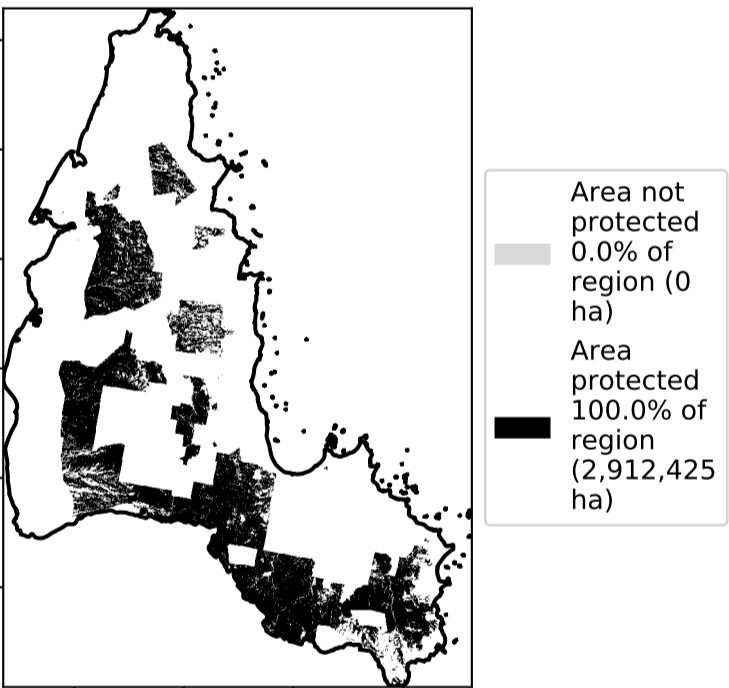 Area not
protected
0.0% of
region (0
ha)
Area
protected
100.0% of
region
(2,912,425
ha)